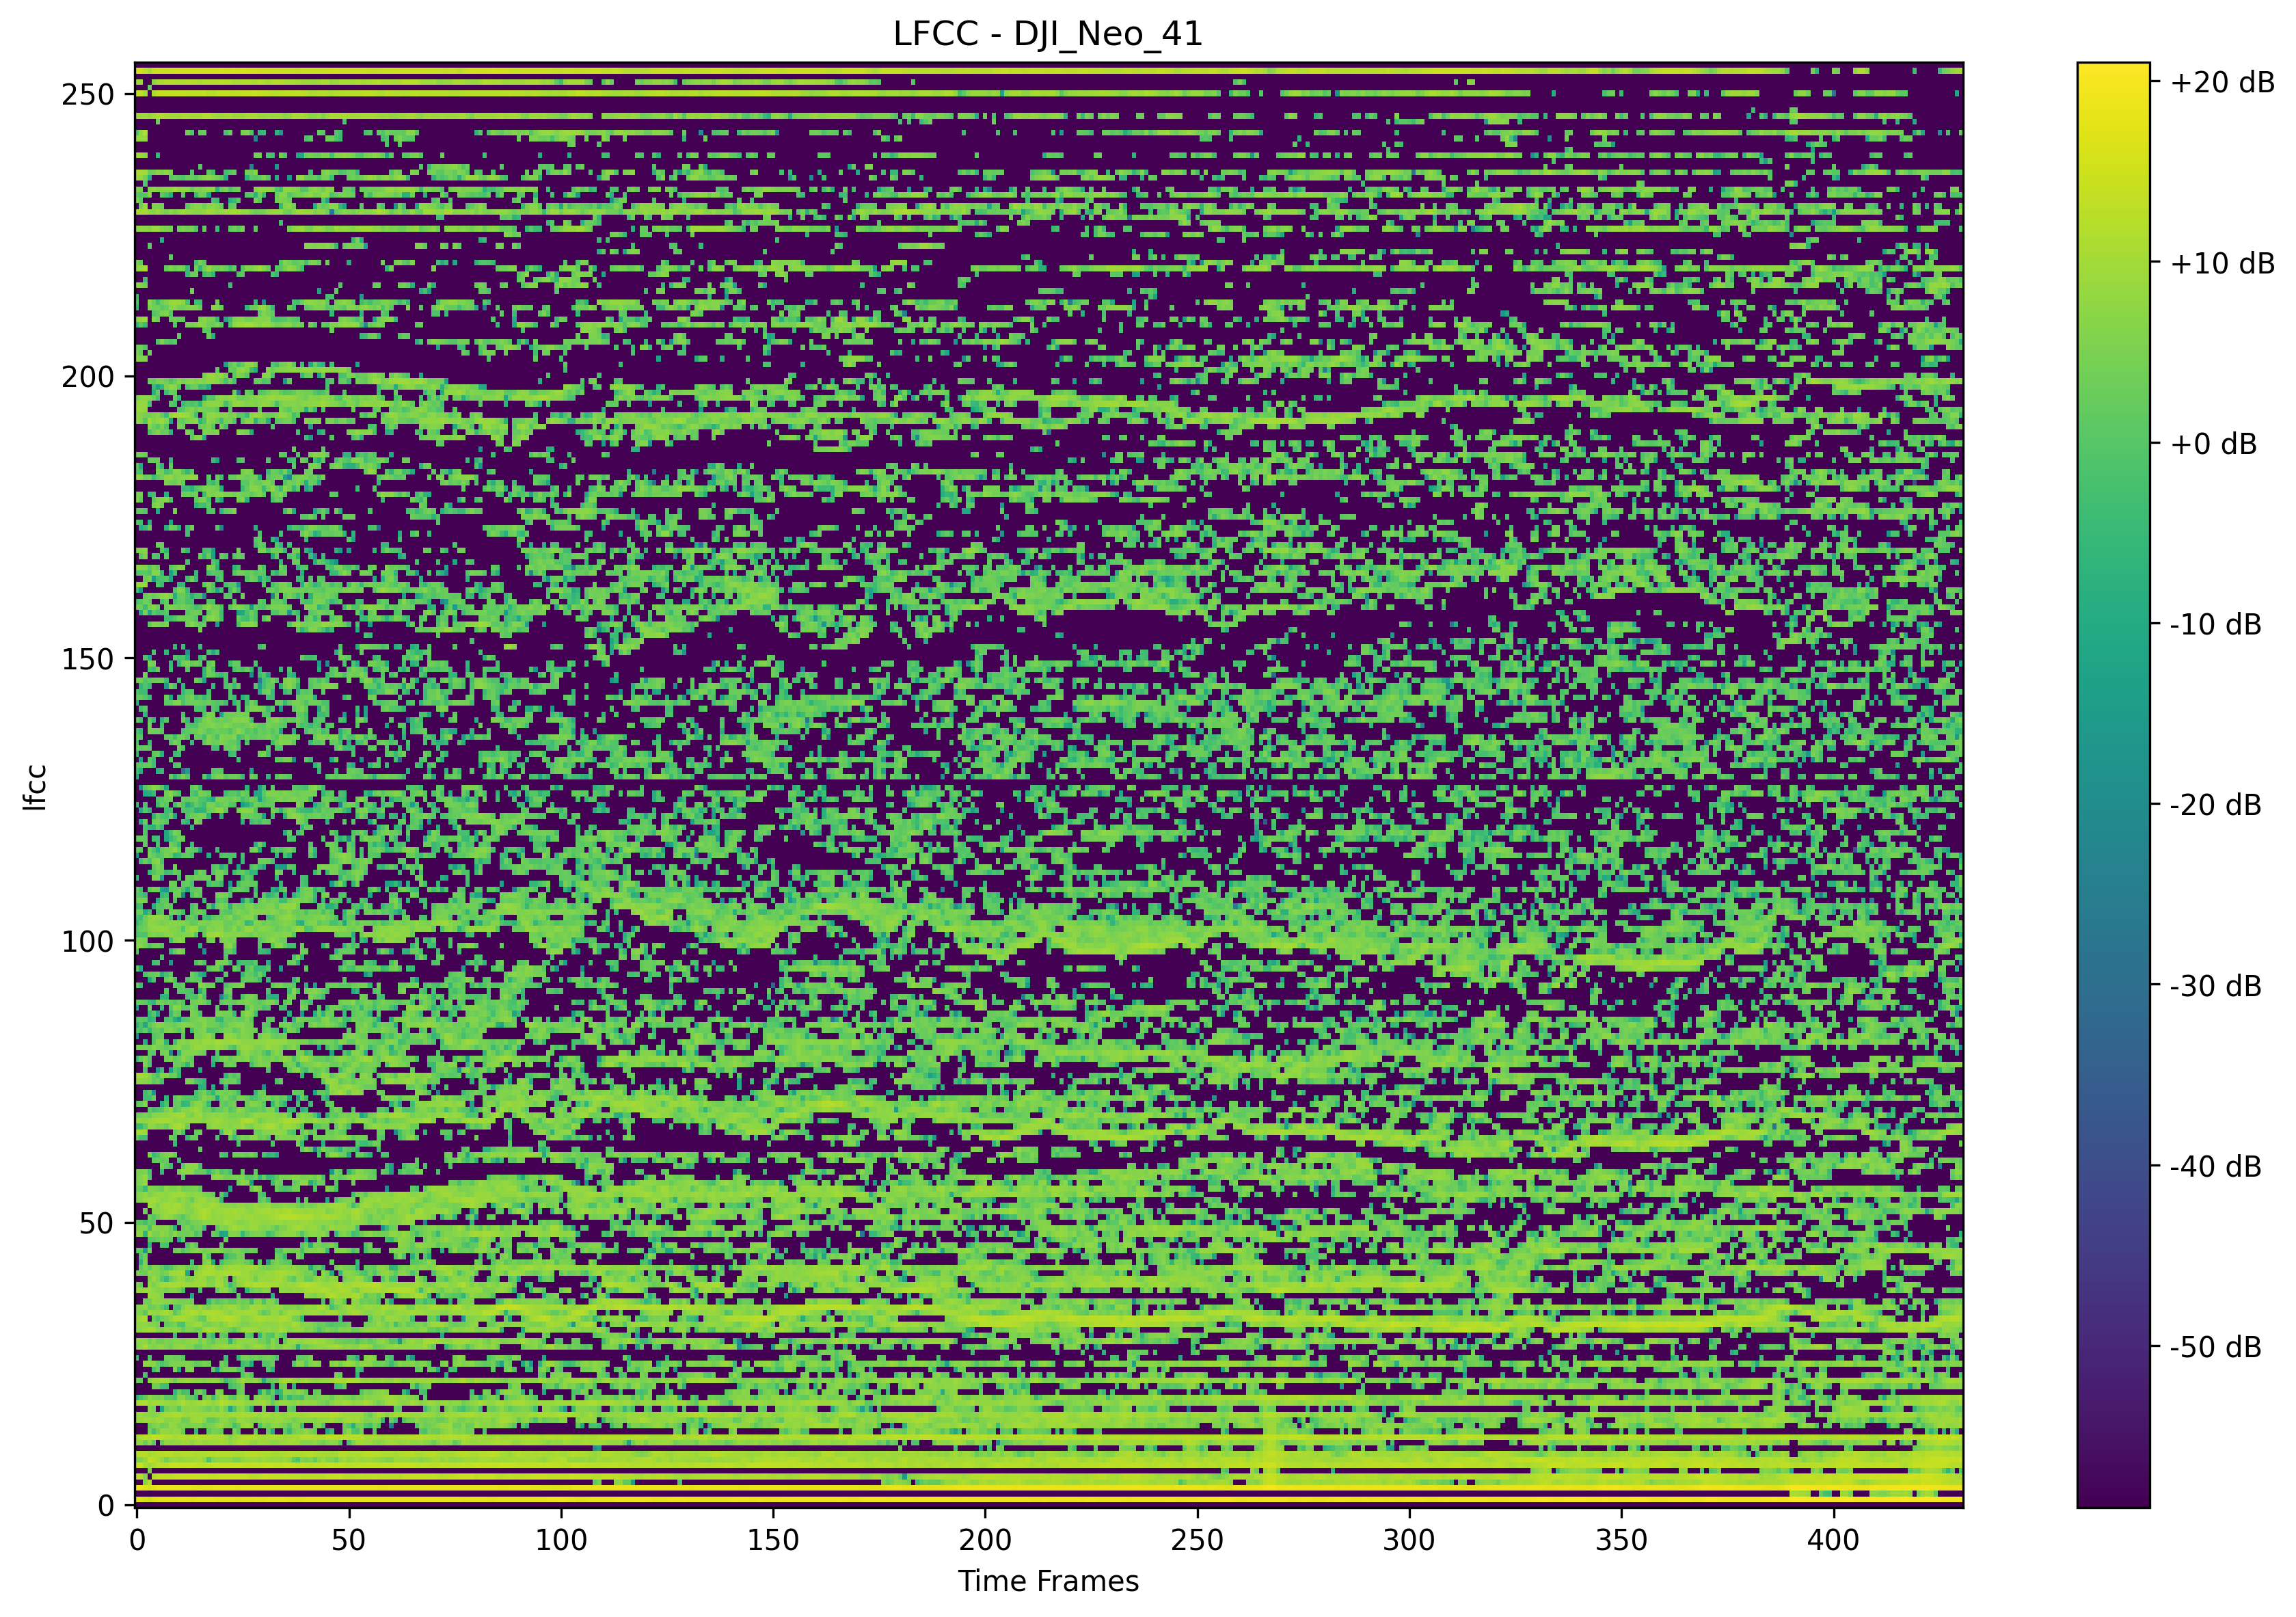 LFCC - DJI_Neo_41
250
200
150
100
50
0
lfcc
0 50 100 150 200 250 300 350 400
Time Frames
+20 dB
+10 dB
+0 dB
-10 dB
-20 dB
-30 dB
-40 dB
-50 dB